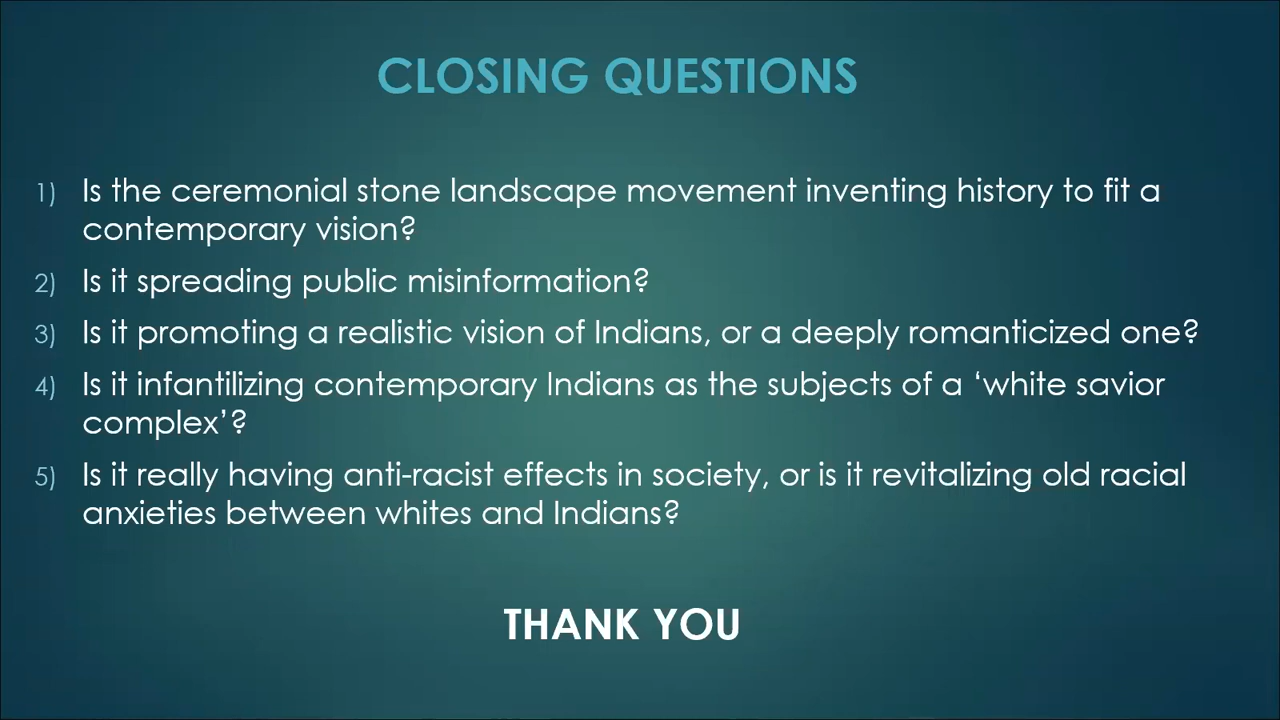 CLOSING QUESTIONS
1) Is the ceremonial stone landscape movement inventing history to fit a
contemporary vision?
2) Is it spreading public misinformation?
3) Is it promoting a realistic vision of Indians, or a deeply romanticized one?
4) Is it infantilizing contemporary Indians as the subjects of a ‘white savior
complex’?
5) Is it really having anti-racist effects in society, or is it revitalizing old racial
anxieties between whites and Indians?
THANK YOU